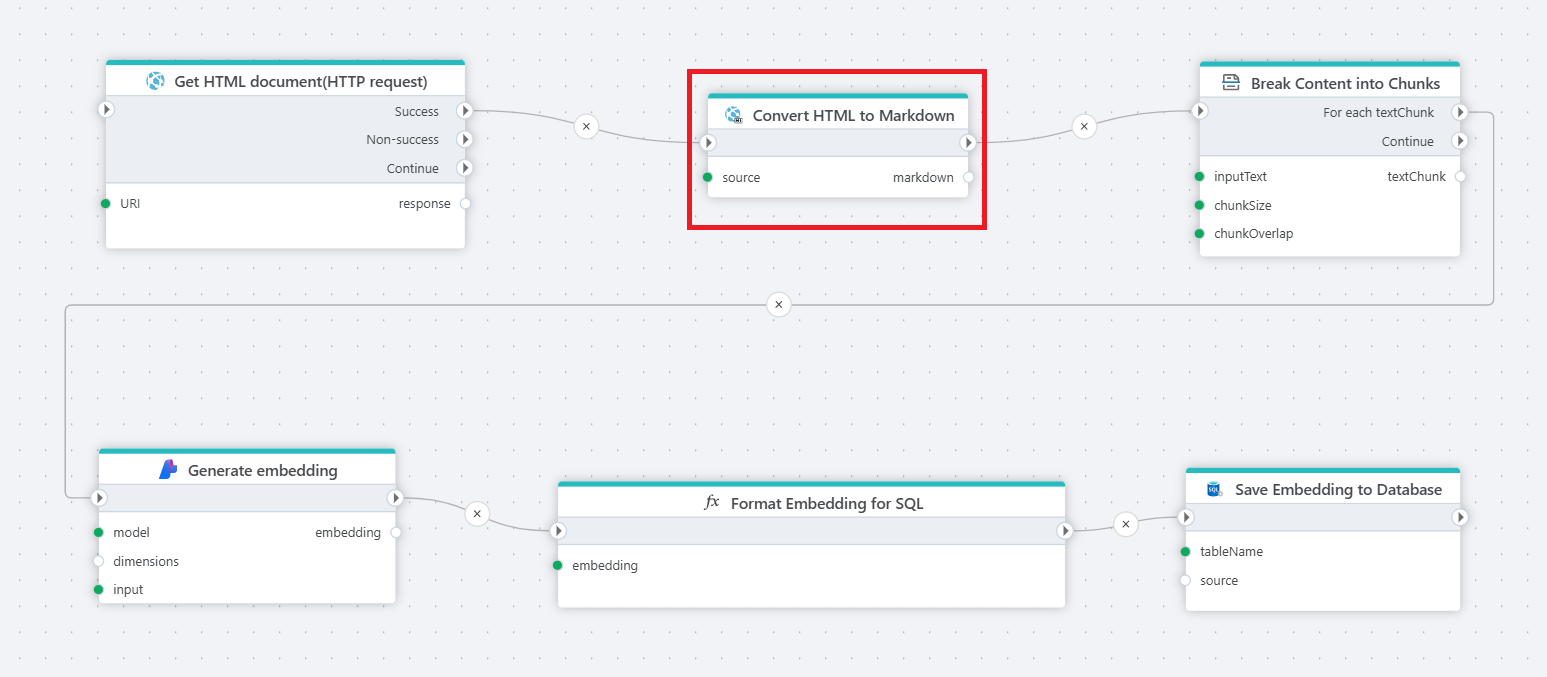 Get HTML document(HTTP request)
Success
Non-success
Continue
URI
response
Convert HTML to Markdown
source
markdown
Break Content into Chunks
For each textChunk
Continue
inputText
textChunk
chunkSize
chunkOverlap
Generate embedding
model
embedding
dimensions
input
fx Format Embedding for SQL
embedding
SQL
Save Embedding to Database
tableName
source